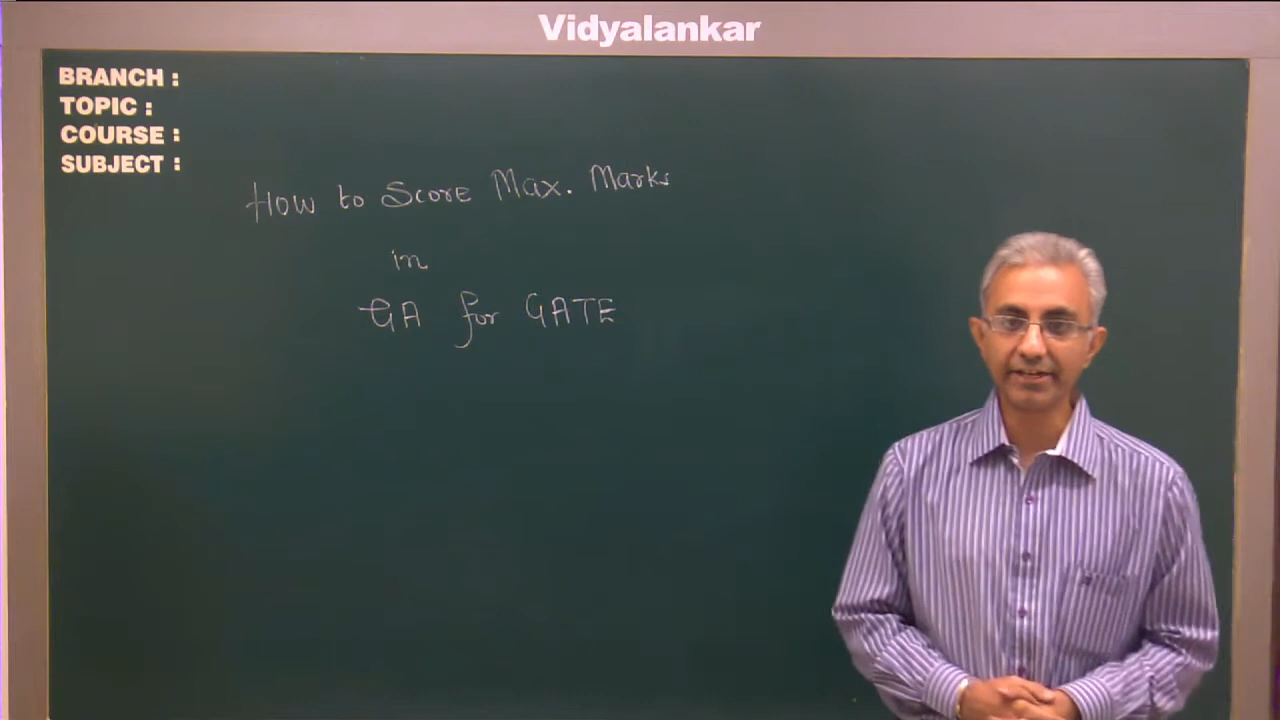 Vidyalankar
BRANCH :
TOPIC :
COURSE :
SUBJECT :
How to Score Max. Marks
in
GA for GATE